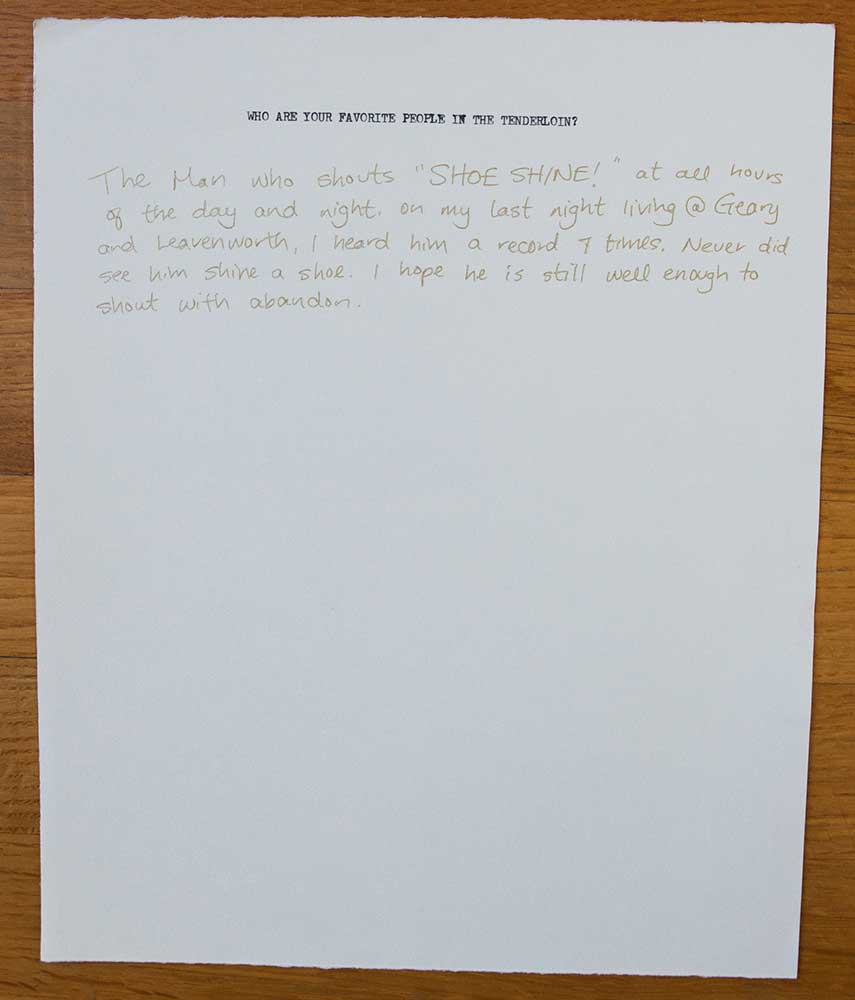 WHO ARE YOUR FAVORITE PEOPLE IN THE TENDERLOIN?
The Man who shouts "SHOE SHINE!" at all hours
of the day and night. on my last night living @ Geary
and Leavenworth, I heard him a record 7 times. Never did
see him shine a shoe. I hope he is still well enough to
shout with abandon.